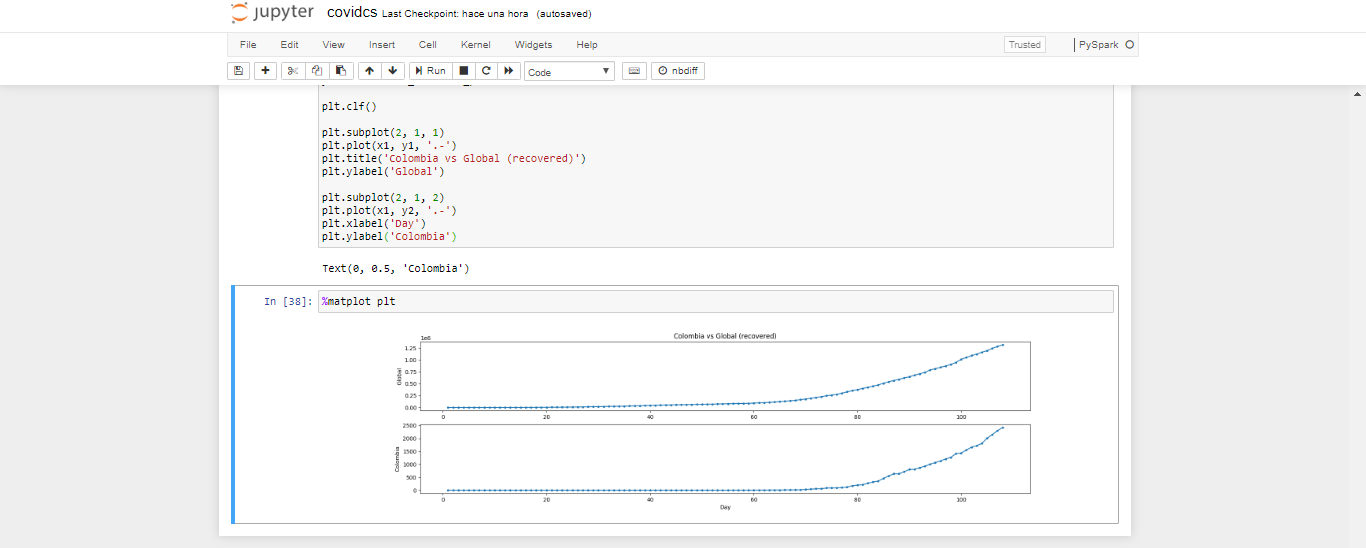 jupyter covidcs Last Checkpoint: hace una hora (autosaved)
File Edit View Insert Cell Kernel Widgets Help Trusted PySpark
Run Code nbdiff
plt.clf()
plt.subplot(2, 1, 1)
plt.plot(x1, y1, '.-')
plt.title('Colombia vs Global (recovered)')
plt.ylabel('Global')
plt.subplot(2, 1, 2)
plt.plot(x1, y2, '.-')
plt.xlabel('Day')
plt.ylabel('Colombia')
Text(0, 0.5, 'Colombia')
In [38]: %matplot plt
Colombia vs Global (recovered)
1e6
1.25
1.00
0.75
0.50
0.25
0.00
Global
0 20 40 60 80 100
2500
2000
1500
1000
500
0
Colombia
0 20 40 60 80 100
Day